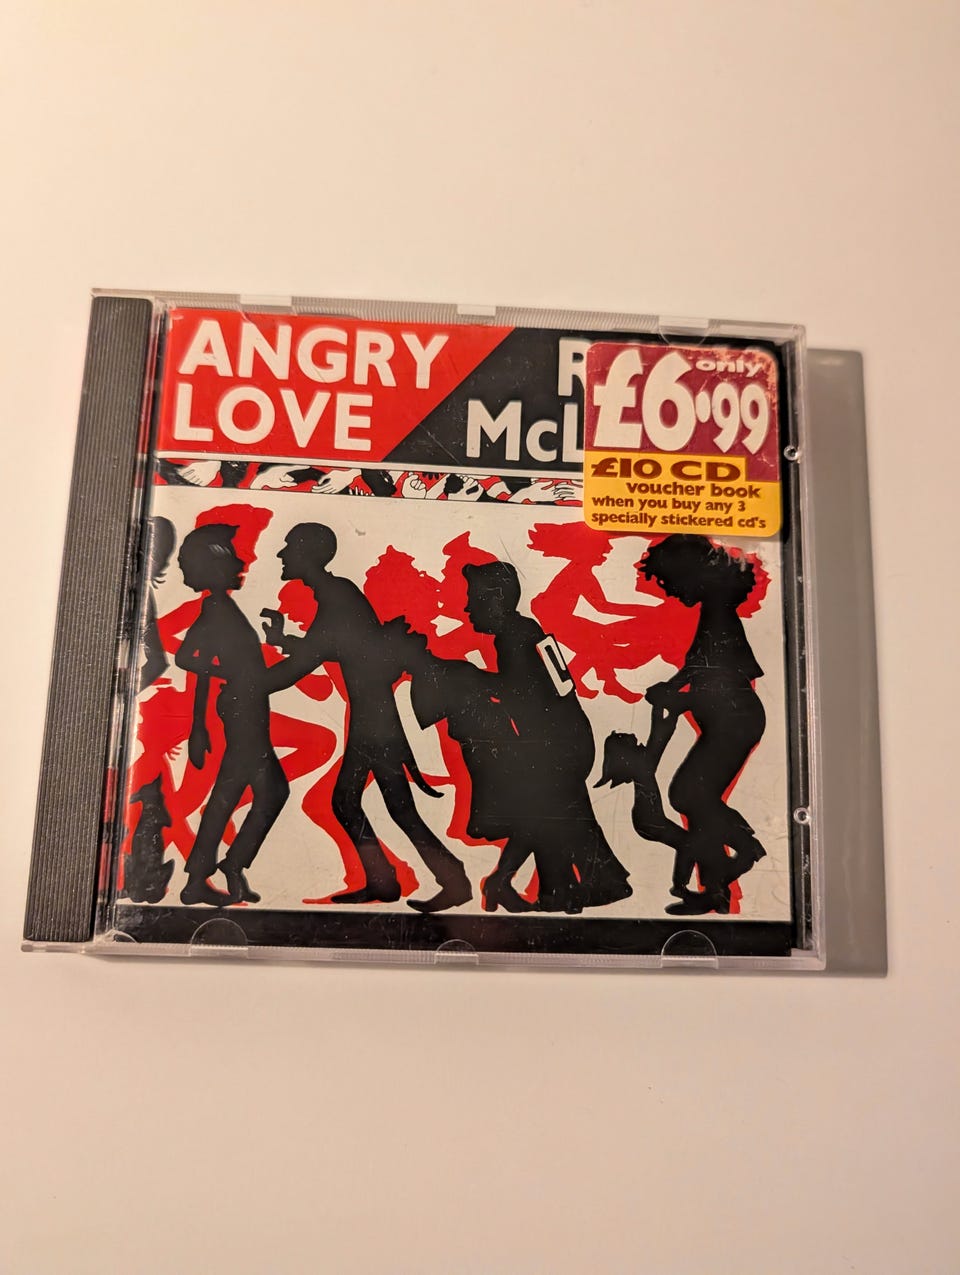 ANGRY
LOVE
McL
only
£6.99
£10 CD
voucher book
when you buy any 3
specially stickered cd's